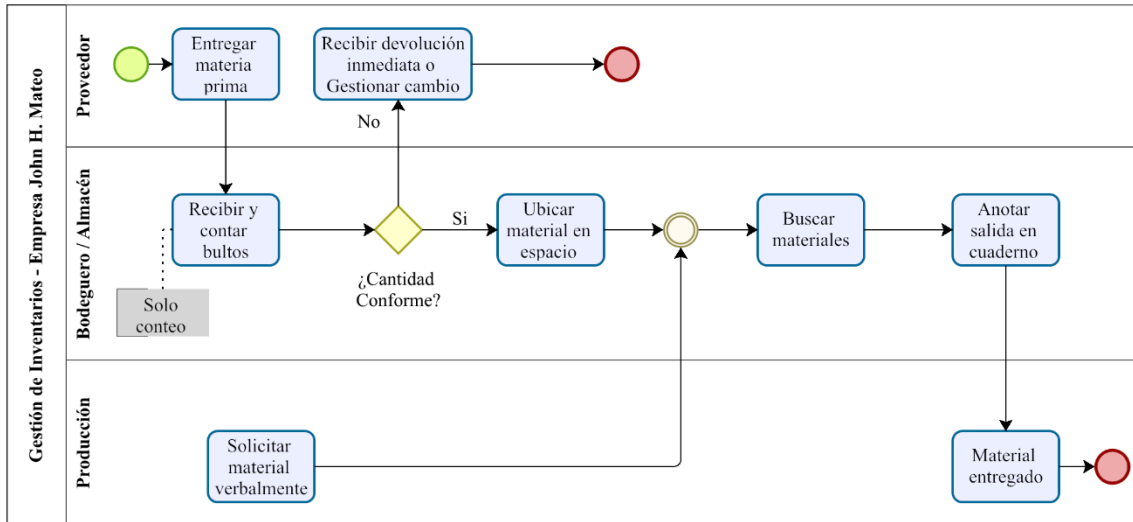 Gestión de Inventarios - Empresa John H. Mateo
Proveedor
Entregar
materia
prima
Recibir devolución
inmediata o
Gestionar cambio
No
Bodeguero / Almacén
Recibir y
contar
bultos
Solo
conteo
¿Cantidad
Conforme?
Si
Ubicar
material en
espacio
Buscar
materiales
Anotar
salida en
cuaderno
Producción
Solicitar
material
verbalmente
Material
entregado